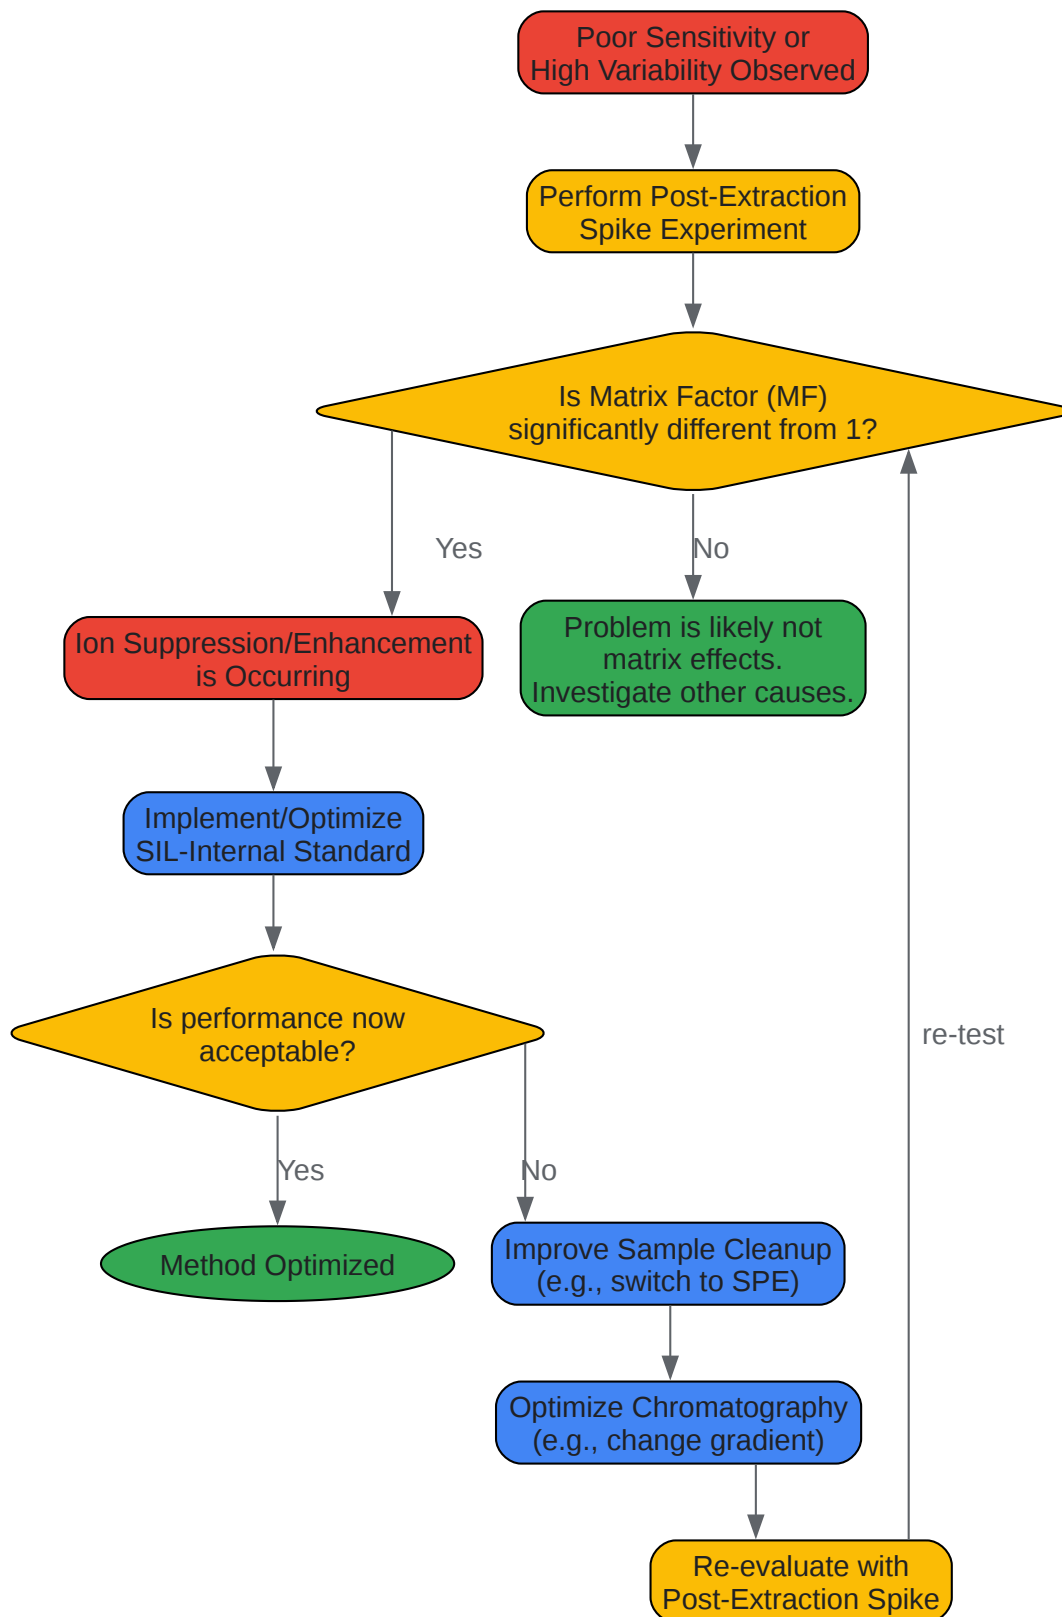 Poor Sensitivity or
High Variability Observed
Perform Post-Extraction
Spike Experiment
Is Matrix Factor (MF)
significantly different from 1?
Yes
No
Ion Suppression/Enhancement
is Occurring
Problem is likely not
matrix effects.
Investigate other causes.
Implement/Optimize
SIL-Internal Standard
Is performance now
acceptable?
re-test
Yes
No
Method Optimized
Improve Sample Cleanup
(e.g., switch to SPE)
Optimize Chromatography
(e.g., change gradient)
Re-evaluate with
Post-Extraction Spike